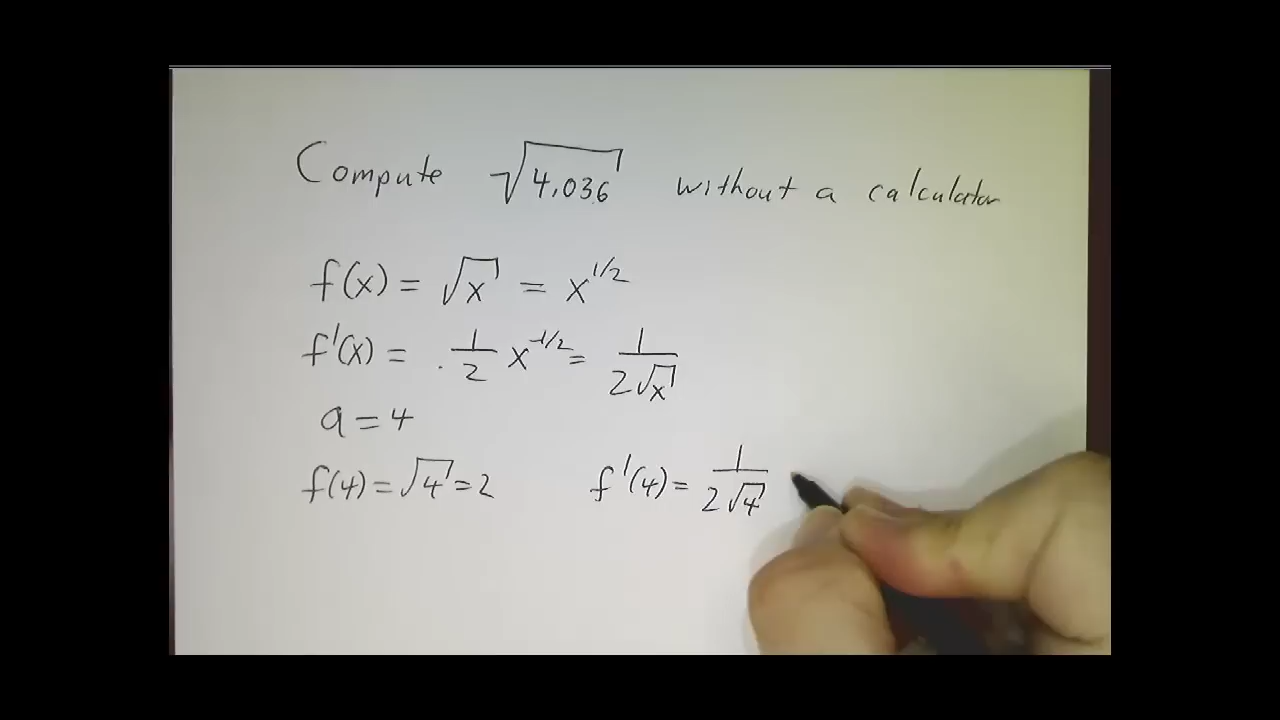 Compute √4.036 without a calculator
f(x) = √x = x^1/2
f'(x) = 1/2 x^-1/2 = 1/(2√x)
a = 4
f(4) = √4 = 2 f'(4) = 1/(2√4)